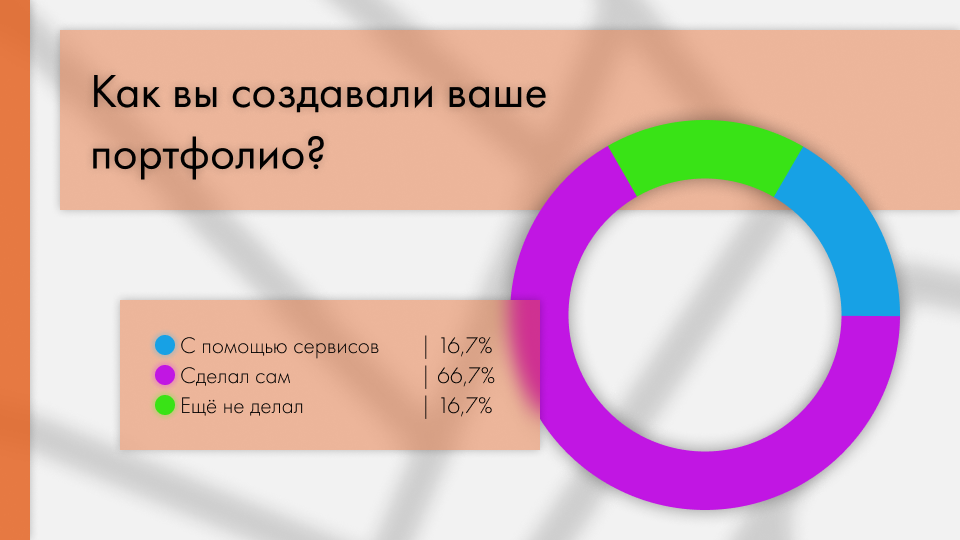 Как вы создавали ваше
портфолио?
С помощью сервисов | 16,7%
Сделал сам | 66,7%
Ещё не делал | 16,7%